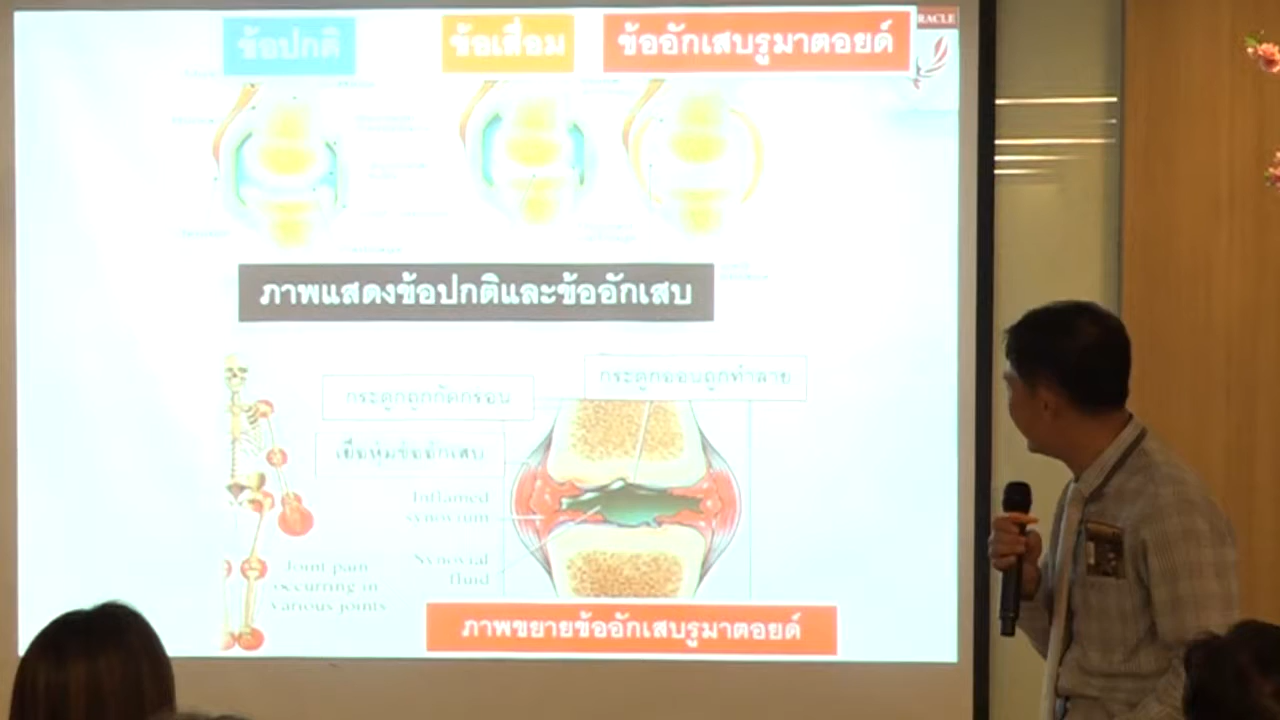 ข้อปกติ
ข้อเสื่อม
ข้ออักเสบรูมาตอยด์
RACLE
ภาพแสดงข้อปกติและข้ออักเสบ
กระดูกอ่อนถูกทำลาย
กระดูกถูกกัดกร่อน
เยื่อหุ้มข้ออักเสบ
Inflamed
synovium
Synovial
fluid
Joint pain
occurring in
various joints
ภาพขยายข้ออักเสบรูมาตอยด์